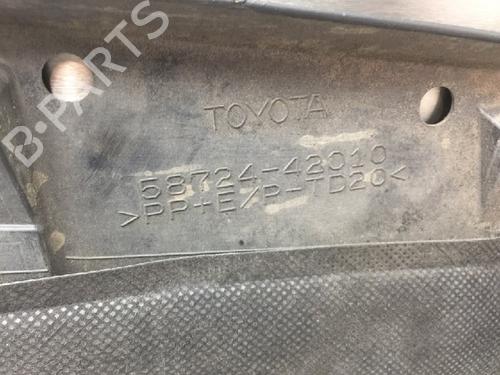 B-PARTS
TOYOTA
58724-42010
>PP+E/P-TD20<